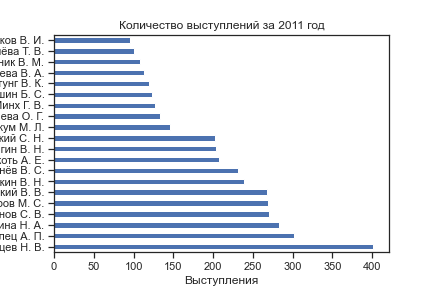 Количество выступлений за 2011 год
ков В. И.
лёва Т. В.
ник В. М.
ева В. А.
тунг В. К.
шин Б. С.
Минх Г. В.
ева О. Г.
кум М. Л.
кий С. Н.
гин В. Н.
коть А. Е.
нёв В. С.
кин В. Н.
кий В. В.
ров М. С.
нов С. В.
ина Н. А.
лец А. П.
цев Н. В.
0 50 100 150 200 250 300 350 400
Выступления